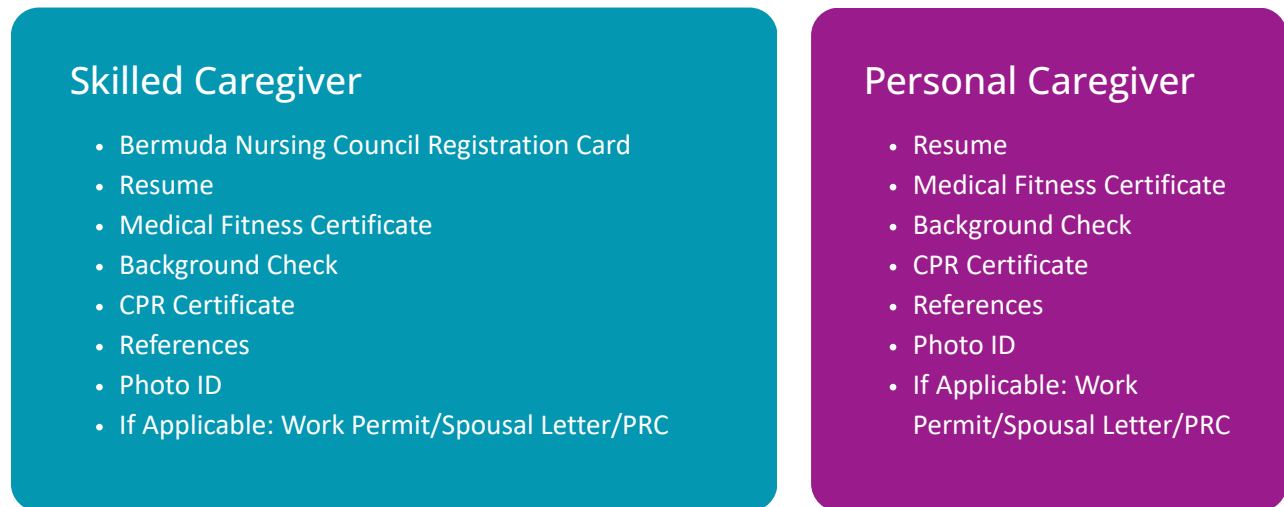 Skilled Caregiver
• Bermuda Nursing Council Registration Card
• Resume
• Medical Fitness Certificate
• Background Check
• CPR Certificate
• References
• Photo ID
• If Applicable: Work Permit/Spousal Letter/PRC
Personal Caregiver
• Resume
• Medical Fitness Certificate
• Background Check
• CPR Certificate
• References
• Photo ID
• If Applicable: Work
Permit/Spousal Letter/PRC